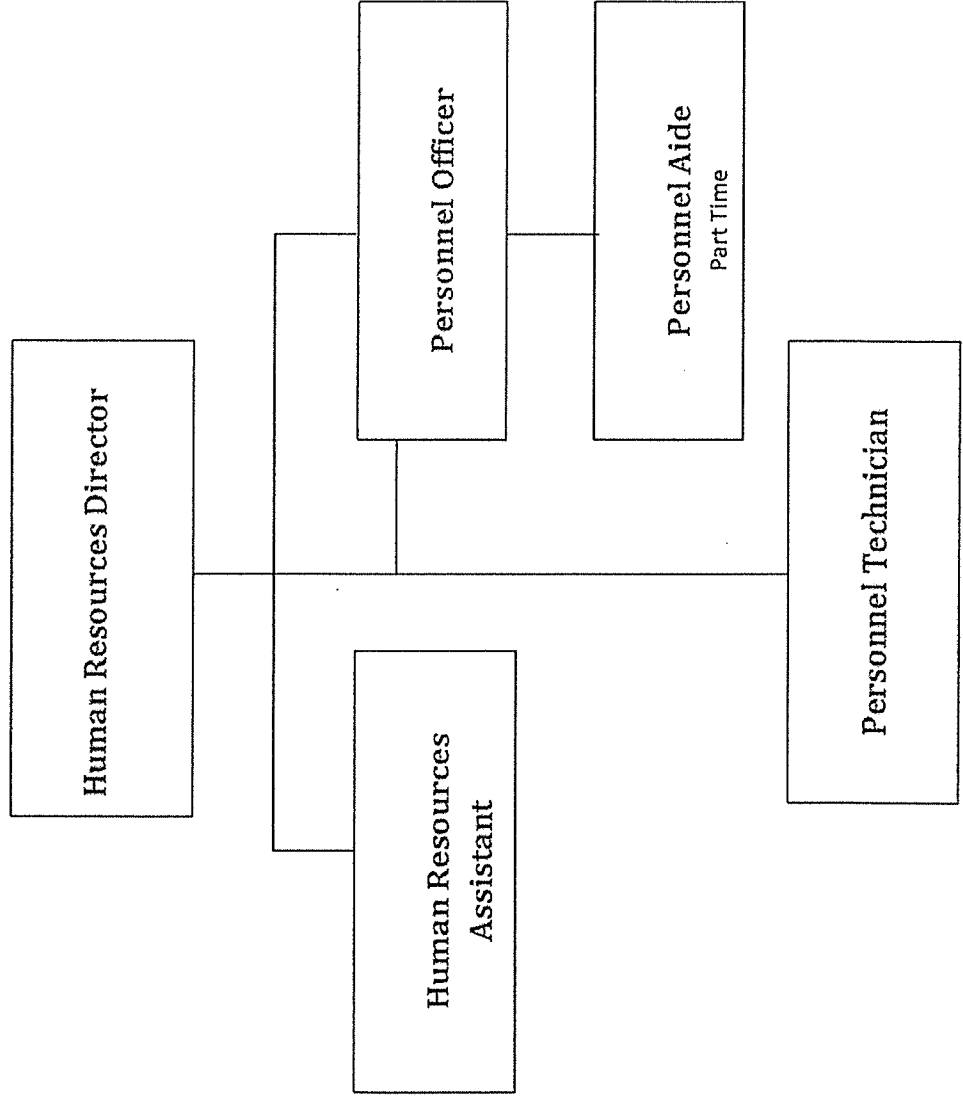 Human Resources Director
Human Resources
Assistant
Personnel Officer
Personnel Aide
Part Time
Personnel Technician